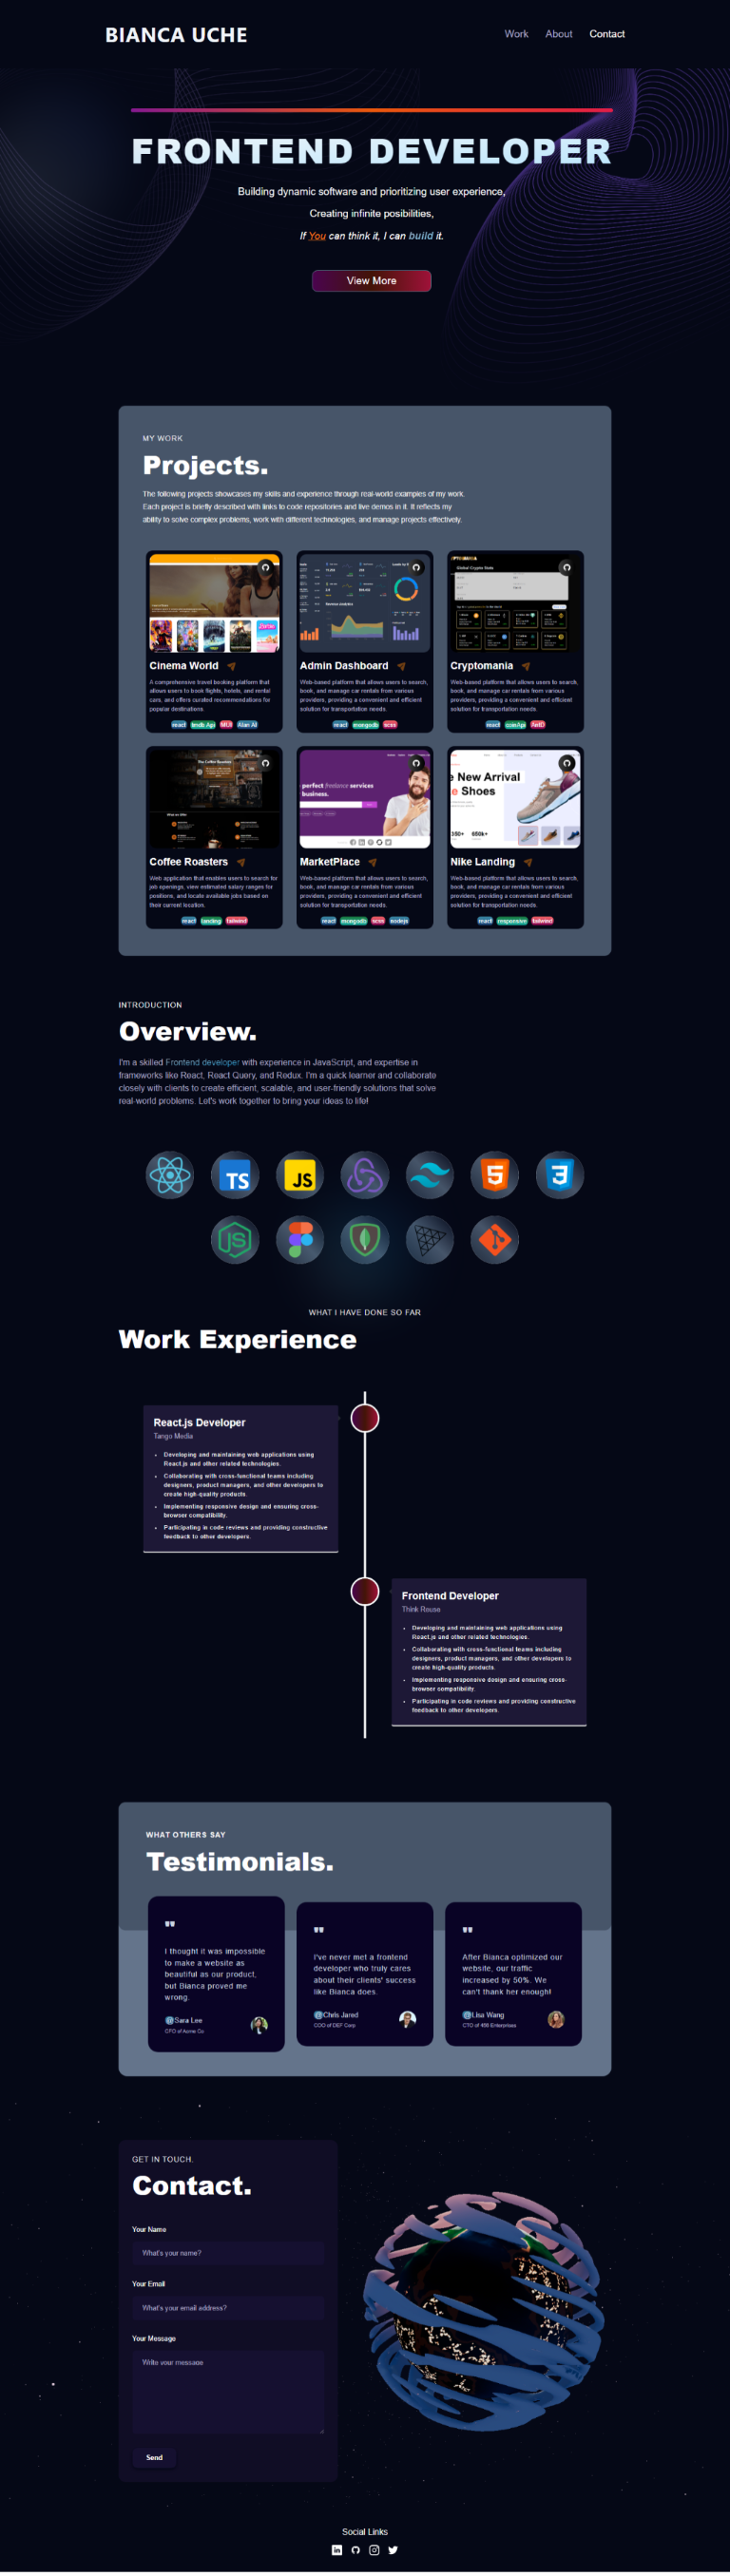 BIANCA UCHE
Work About Contact
FRONTEND DEVELOPER
Building dynamic software and prioritizing user experience,
Creating infinite posibilities,
If You can think it, I can build it.
View More
MY WORK
Projects.
The following projects showcases my skills and experience through real-world examples of my work.
Each project is briefly described with links to code repositories and live demos in it. It reflects my
ability to solve complex problems, work with different technologies, and manage projects effectively.
Cinema World
A comprehensive travel booking platform that
allows users to book flights, hotels, and rental
cars, and offers curated recommendations for
popular destinations.
react tmdb Api MUI Alan AI
Revenue Analytics
Admin Dashboard
Web-based platform that allows users to search,
book, and manage car rentals from various
providers, providing a convenient and efficient
solution for transportation needs.
react mongodb scss
Global Crypto Stats
Cryptomania
Web-based platform that allows users to search,
book, and manage car rentals from various
providers, providing a convenient and efficient
solution for transportation needs.
react coinApi AntD
Coffee Roasters
Web application that enables users to search for
job openings, view estimated salary ranges for
positions, and locate available jobs based on
their current location.
react landing tailwind
perfect freelance services
business.
MarketPlace
Web-based platform that allows users to search,
book, and manage car rentals from various
providers, providing a convenient and efficient
solution for transportation needs.
react mongodb scss nodejs
e New Arrival
e Shoes
350+ 650k+
Nike Landing
Web-based platform that allows users to search,
book, and manage car rentals from various
providers, providing a convenient and efficient
solution for transportation needs.
react responsive tailwind
INTRODUCTION
Overview.
I'm a skilled Frontend developer with experience in JavaScript, and expertise in
frameworks like React, React Query, and Redux. I'm a quick learner and collaborate
closely with clients to create efficient, scalable, and user-friendly solutions that solve
real-world problems. Let's work together to bring your ideas to life!
TS JS 5 3
JS
WHAT I HAVE DONE SO FAR
Work Experience
React.js Developer
Tango Media
• Developing and maintaining web applications using
React.js and other related technologies.
• Collaborating with cross-functional teams including
designers, product managers, and other developers to
create high-quality products.
• Implementing responsive design and ensuring cross-
browser compatibility.
• Participating in code reviews and providing constructive
feedback to other developers.
Frontend Developer
Think Reuse
• Developing and maintaining web applications using
React.js and other related technologies.
• Collaborating with cross-functional teams including
designers, product managers, and other developers to
create high-quality products.
• Implementing responsive design and ensuring cross-
browser compatibility.
• Participating in code reviews and providing constructive
feedback to other developers.
WHAT OTHERS SAY
Testimonials.
"
I thought it was impossible
to make a website as
beautiful as our product,
but Bianca proved me
wrong.
@Sara Lee
CFO of Acme Co
"
I've never met a frontend
developer who truly cares
about their clients' success
like Bianca does.
@Chris Jared
COO of DEF Corp
"
After Bianca optimized our
website, our traffic
increased by 50%. We
can't thank her enough!
@Lisa Wang
CTO of 456 Enterprises
GET IN TOUCH.
Contact.
Your Name
What's your name?
Your Email
What's your email address?
Your Message
Write your message
Send
Social Links